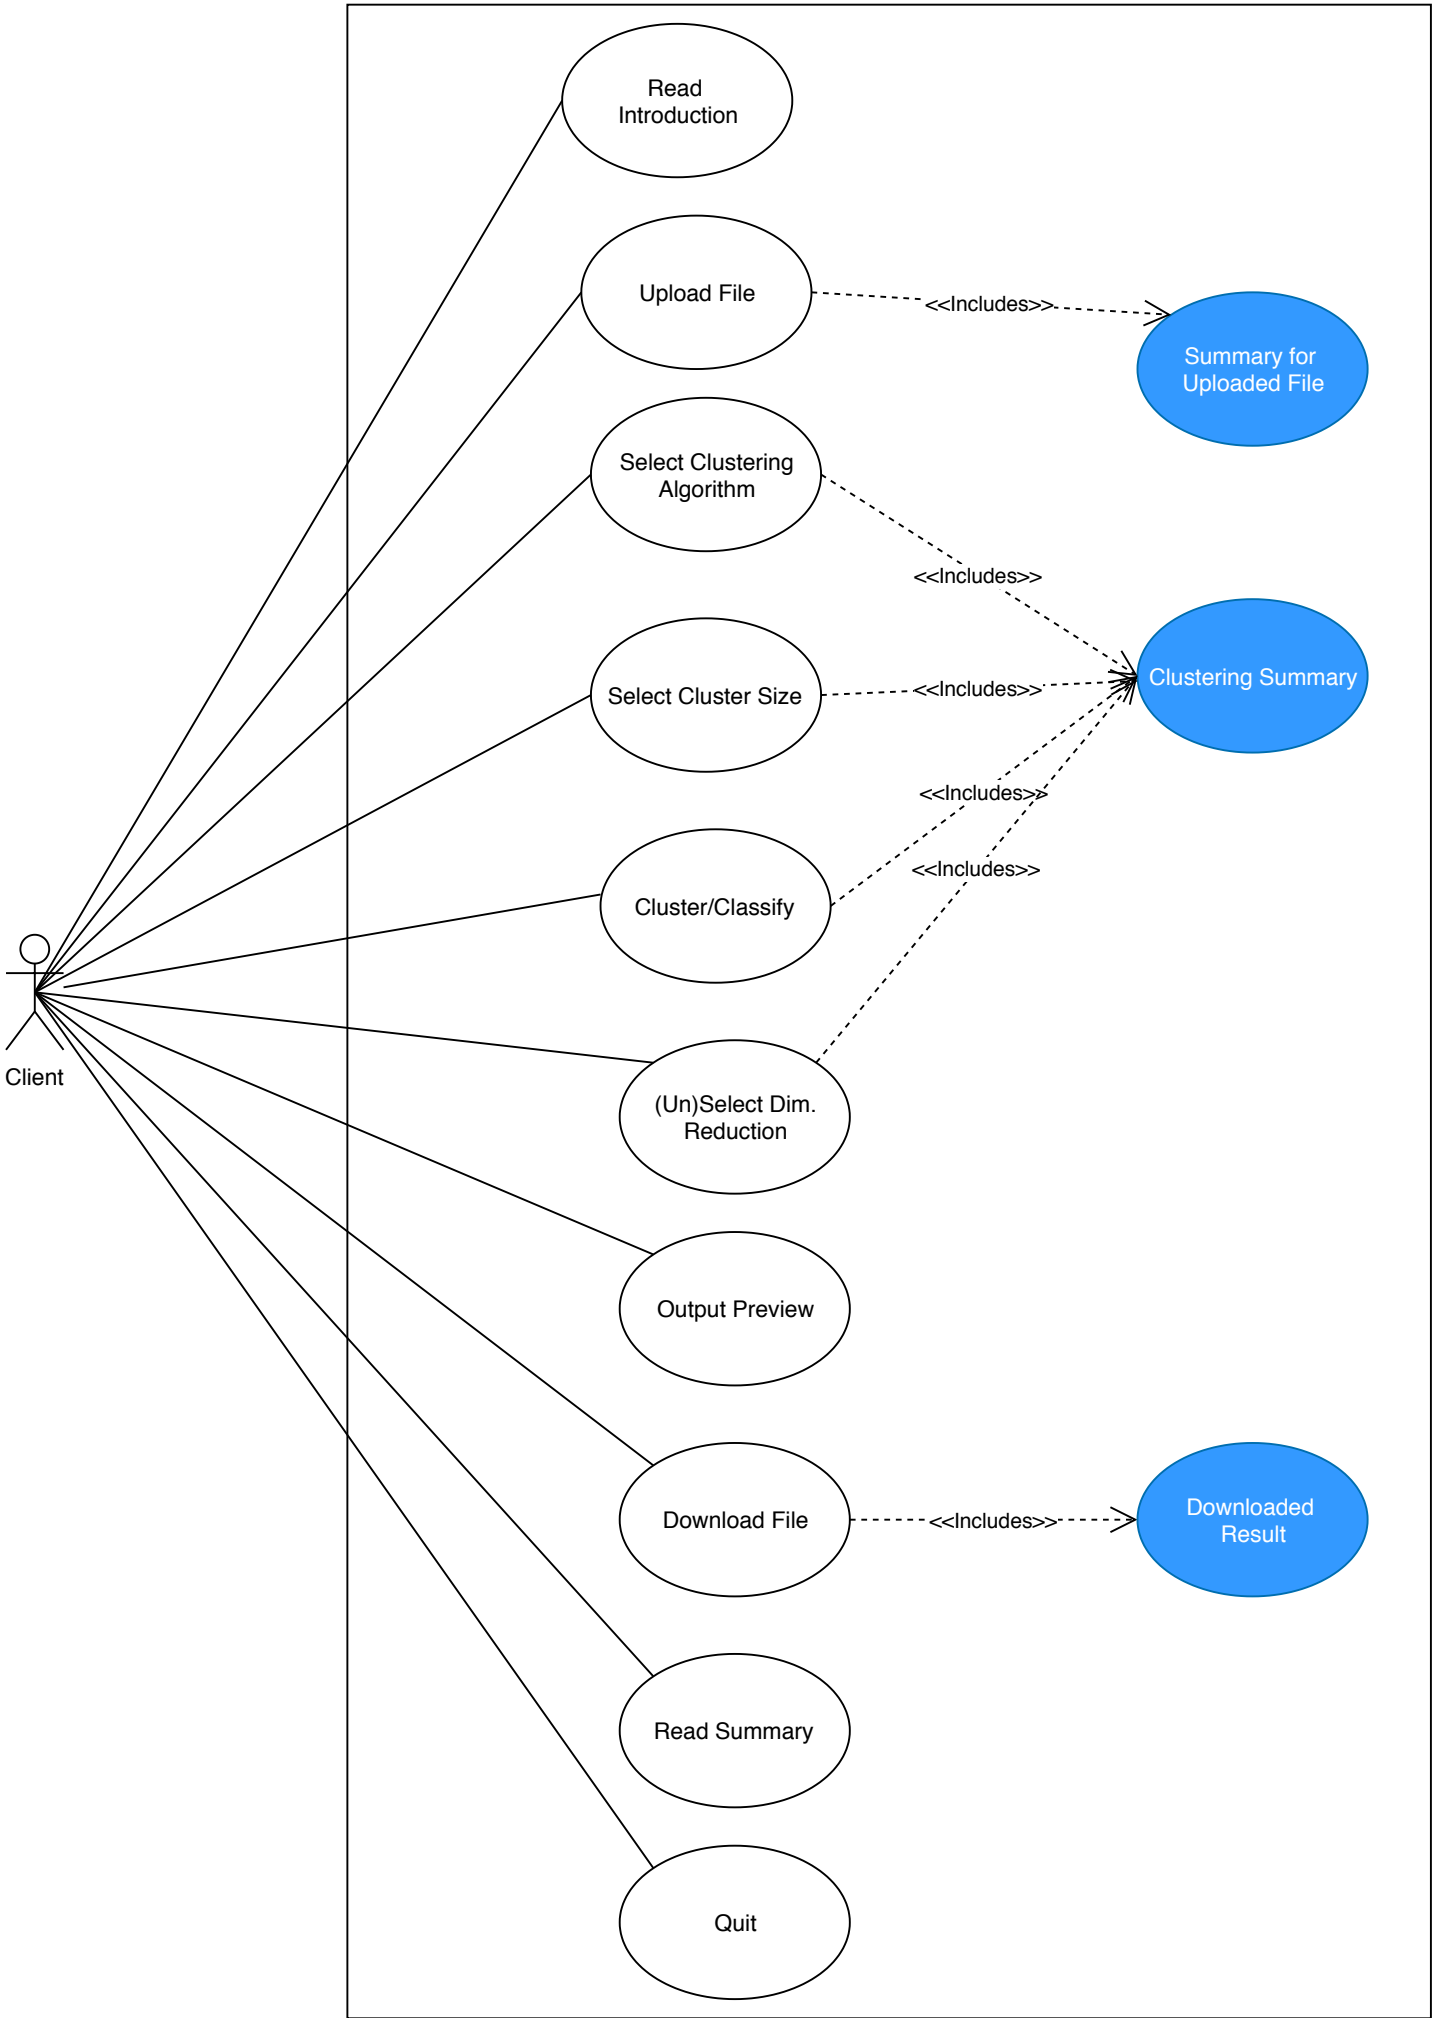 Read
Introduction
Upload File
<<Includes>>
Summary for
Uploaded File
Select Clustering
Algorithm
<<Includes>>
Select Cluster Size
<<Includes>>
Clustering Summary
<<Includes>>
<<Includes>>
Cluster/Classify
Client
(Un)Select Dim.
Reduction
Output Preview
Download File
<<Includes>>
Downloaded
Result
Read Summary
Quit